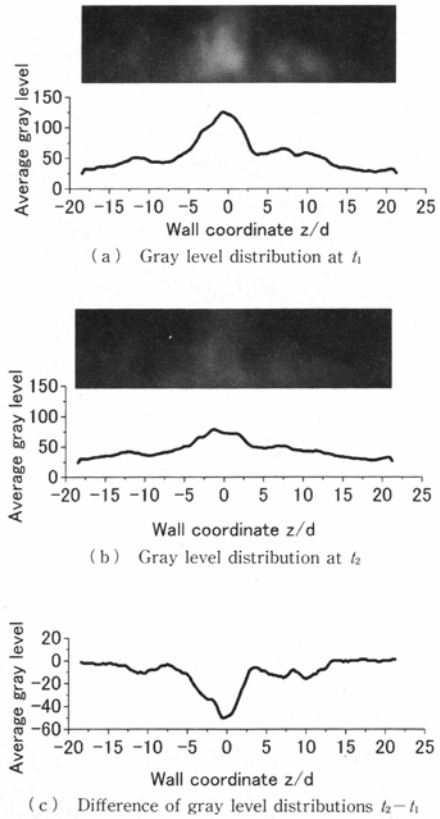 150
100
50
0
Average gray level
-20 -15 -10 -5 0 5 10 15 20 25
Wall coordinate z/d
(a) Gray level distribution at t₁
150
100
50
0
Average gray level
-20 -15 -10 -5 0 5 10 15 20 25
Wall coordinate z/d
(b) Gray level distribution at t₂
20
0
-20
-40
-60
Average gray level
-20 -15 -10 -5 0 5 10 15 20 25
Wall coordinate z/d
(c) Difference of gray level distributions t₂−t₁